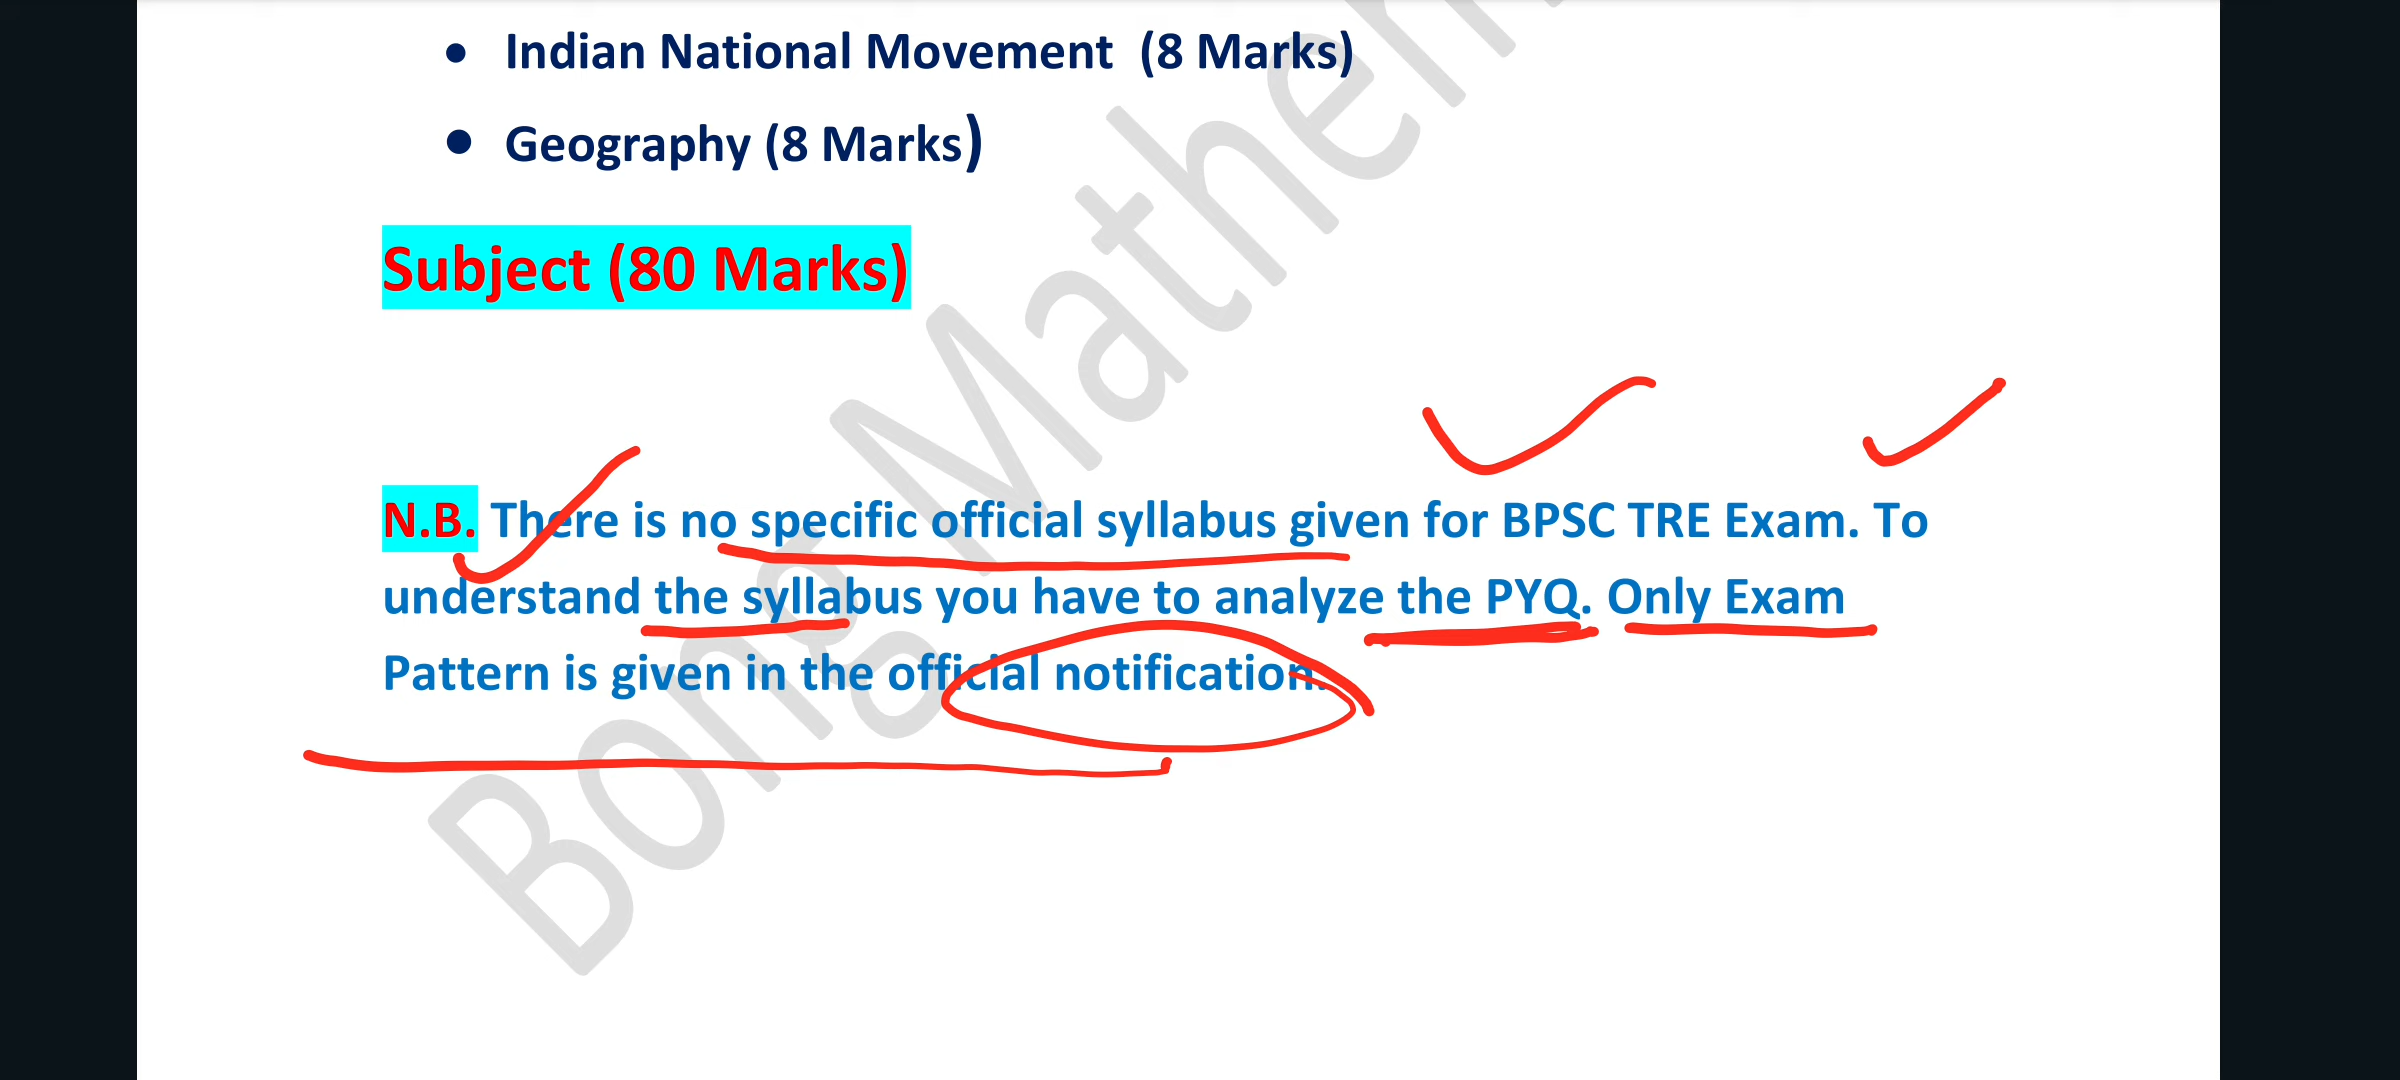 • Indian National Movement (8 Marks)
• Geography (8 Marks)
Subject (80 Marks)
N.B. There is no specific official syllabus given for BPSC TRE Exam. To
understand the syllabus you have to analyze the PYQ. Only Exam
Pattern is given in the official notification.
Bong Mathem